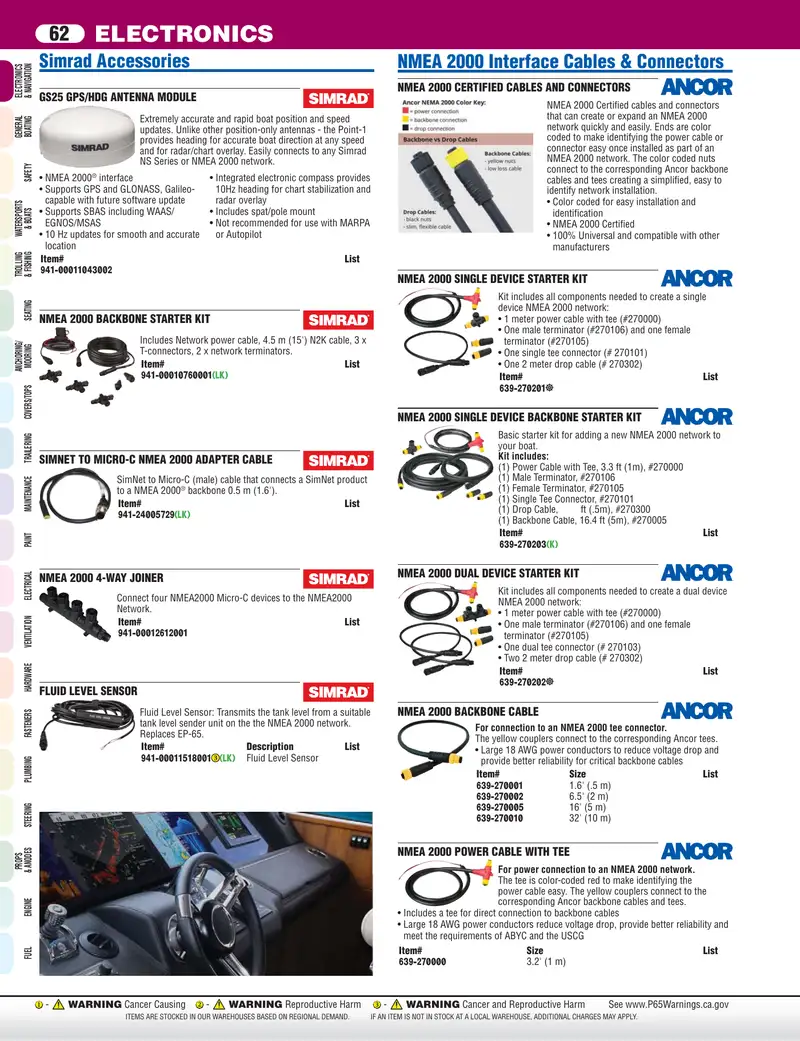 62 ELECTRONICS
ELECTRONICS
& NAVIGATION
GENERAL
BOATING
SAFETY
WATERSPORTS
& BOATS
TROLLING
& FISHING
SEATING
ANCHORING/
MOORING
COVERS/TOPS
TRAILERING
MAINTENANCE
PAINT
ELECTRICAL
VENTILATION
HARDWARE
FASTENERS
PLUMBING
STEERING
PROPS
& ANODES
ENGINE
FUEL
Simrad Accessories
GS25 GPS/HDG ANTENNA MODULE
SIMRAD
SIMRAD
Extremely accurate and rapid boat position and speed
updates. Unlike other position-only antennas - the Point-1
provides heading for accurate boat direction at any speed
and for radar/chart overlay. Easily connects to any Simrad
NS Series or NMEA 2000 network.
• NMEA 2000® interface
• Supports GPS and GLONASS, Galileo-
capable with future software update
• Supports SBAS including WAAS/
EGNOS/MSAS
• 10 Hz updates for smooth and accurate
location
• Integrated electronic compass provides
10Hz heading for chart stabilization and
radar overlay
• Includes spat/pole mount
• Not recommended for use with MARPA
or Autopilot
Item# List
941-00011043002
NMEA 2000 BACKBONE STARTER KIT
SIMRAD
Includes Network power cable, 4.5 m (15') N2K cable, 3 x
T-connectors, 2 x network terminators.
Item# List
941-00010760001(LK)
SIMNET TO MICRO-C NMEA 2000 ADAPTER CABLE
SIMRAD
SimNet to Micro-C (male) cable that connects a SimNet product
to a NMEA 2000® backbone 0.5 m (1.6').
Item# List
941-24005729(LK)
NMEA 2000 4-WAY JOINER
SIMRAD
Connect four NMEA2000 Micro-C devices to the NMEA2000
Network.
Item# List
941-00012612001
FLUID LEVEL SENSOR
SIMRAD
Fluid Level Sensor: Transmits the tank level from a suitable
tank level sender unit on the the NMEA 2000 network.
Replaces EP-65.
Item# Description List
941-00011518001③(LK) Fluid Level Sensor
NMEA 2000 Interface Cables & Connectors
NMEA 2000 CERTIFIED CABLES AND CONNECTORS
ANCOR
Ancor NEMA 2000 Color Key:
= power connection
= backbone connection
= drop connection
Backbone vs Drop Cables
Backbone Cables:
- yellow nuts
- low less cable
Drop Cables:
- black nuts
- slim, flexible cable
NMEA 2000 Certified cables and connectors
that can create or expand an NMEA 2000
network quickly and easily. Ends are color
coded to make identifying the power cable or
connector easy once installed as part of an
NMEA 2000 network. The color coded nuts
connect to the corresponding Ancor backbone
cables and tees creating a simplified, easy to
identify network installation.
• Color coded for easy installation and
identification
• NMEA 2000 Certified
• 100% Universal and compatible with other
manufacturers
NMEA 2000 SINGLE DEVICE STARTER KIT
ANCOR
Kit includes all components needed to create a single
device NMEA 2000 network:
• 1 meter power cable with tee (#270000)
• One male terminator (#270106) and one female
terminator (#270105)
• One single tee connector (# 270101)
• One 2 meter drop cable (# 270302)
Item# List
639-270201
NMEA 2000 SINGLE DEVICE BACKBONE STARTER KIT
ANCOR
Basic starter kit for adding a new NMEA 2000 network to
your boat.
Kit includes:
(1) Power Cable with Tee, 3.3 ft (1m), #270000
(1) Male Terminator, #270106
(1) Female Terminator, #270105
(1) Single Tee Connector, #270101
(1) Drop Cable, ft (.5m), #270300
(1) Backbone Cable, 16.4 ft (5m), #270005
Item# List
639-270203(K)
NMEA 2000 DUAL DEVICE STARTER KIT
ANCOR
Kit includes all components needed to create a dual device
NMEA 2000 network:
• 1 meter power cable with tee (#270000)
• One male terminator (#270106) and one female
terminator (#270105)
• One dual tee connector (# 270103)
• Two 2 meter drop cable (# 270302)
Item# List
639-270202
NMEA 2000 BACKBONE CABLE
ANCOR
For connection to an NMEA 2000 tee connector.
The yellow couplers connect to the corresponding Ancor tees.
• Large 18 AWG power conductors to reduce voltage drop and
provide better reliability for critical backbone cables
Item# Size List
639-270001 1.6' (.5 m)
639-270002 6.5' (2 m)
639-270005 16' (5 m)
639-270010 32' (10 m)
NMEA 2000 POWER CABLE WITH TEE
ANCOR
For power connection to an NMEA 2000 network.
The tee is color-coded red to make identifying the
power cable easy. The yellow couplers connect to the
corresponding Ancor backbone cables and tees.
• Includes a tee for direct connection to backbone cables
• Large 18 AWG power conductors reduce voltage drop, provide better reliability and
meet the requirements of ABYC and the USCG
Item# Size List
639-270000 3.2' (1 m)
① - WARNING Cancer Causing ② - WARNING Reproductive Harm ③ - WARNING Cancer and Reproductive Harm See www.P65Warnings.ca.gov
ITEMS ARE STOCKED IN OUR WAREHOUSES BASED ON REGIONAL DEMAND. IF AN ITEM IS NOT IN STOCK AT A LOCAL WAREHOUSE, ADDITIONAL CHARGES MAY APPLY.